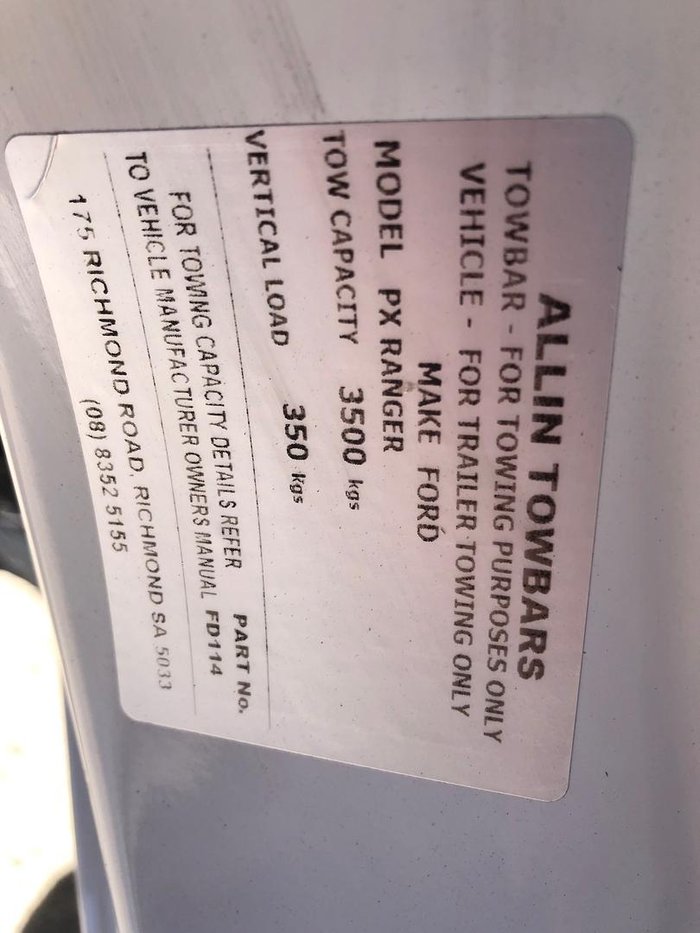 ALLIN TOWBARS
TOWBAR - FOR TOWING PURPOSES ONLY
VEHICLE - FOR TRAILER TOWING ONLY
MAKE FORD
MODEL PX RANGER
TOW CAPACITY 3500 kgs
VERTICAL LOAD 350 kgs
FOR TOWING CAPACITY DETAILS REFER PART No.
TO VEHICLE MANUFACTURER OWNERS MANUAL FD114
175 RICHMOND ROAD, RICHMOND SA 5033
(08) 8352 5155